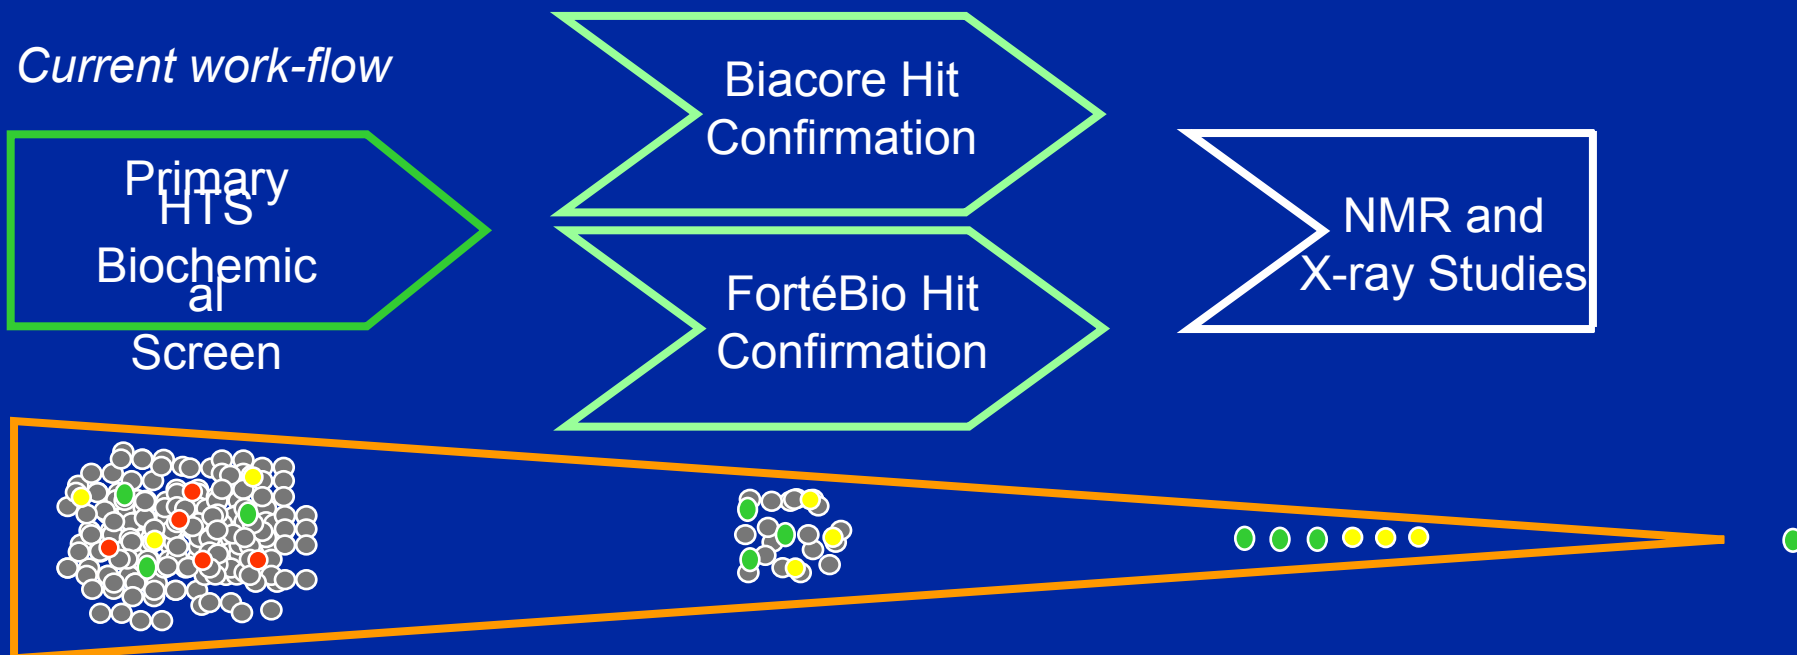 Current work-flow
Primary
HTS
Biochemic
al
Screen
Biacore Hit
Confirmation
FortéBio Hit
Confirmation
NMR and
X-ray Studies